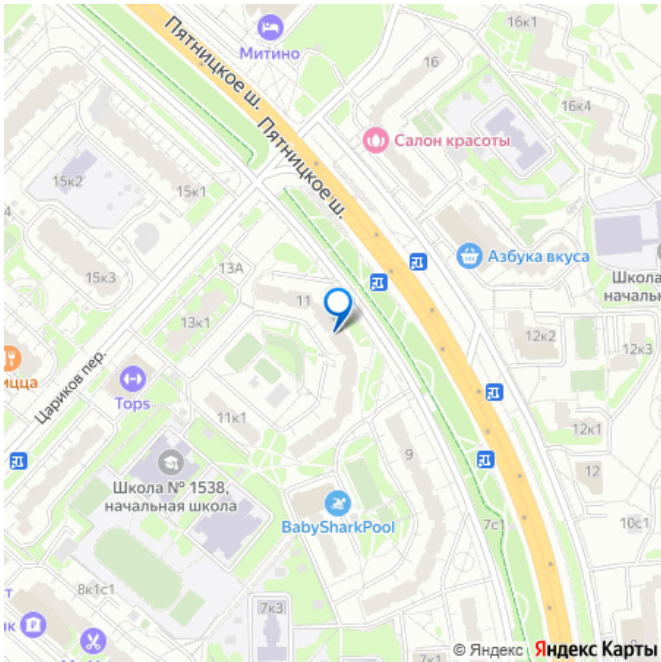 Пятницкое ш.
Митино
16к1
16
16к4
Салон красоты
Пятницкое ш.
15к2
15к1
4
15к3
13А
Азбука вкуса
Школа
начальн
11
13к1
12к2
12к3
ицца
Цариков пер.
Tops
11к1
12к1
9
12
Школа № 1538,
начальная школа
BabySharkPool
7с1
10с1
8к1с1
7к3
7к1
© Яндекс
Яндекс Карты